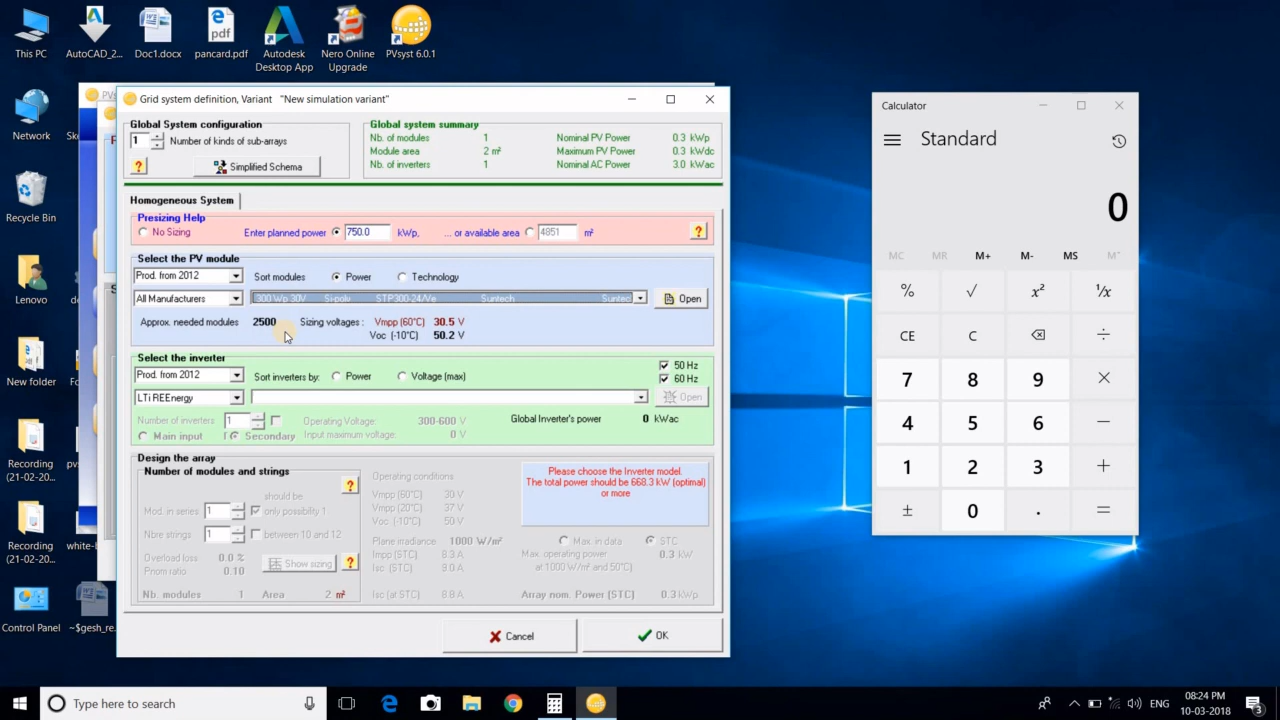 This PC
AutoCAD_2...
Doc1.docx
pancard.pdf
Autodesk
Desktop App
Nero Online
Upgrade
PVsyst 6.0.1
Network
Recycle Bin
Lenovo
New folder
Recording
(21-02-20...
Recording
(21-02-20...
Control Panel
~$gesh_re...
Grid system definition, Variant "New simulation variant"
Global System configuration
1 Number of kinds of sub-arrays
? Simplified Schema
Global system summary
Nb. of modules 1 Nominal PV Power 0.3 kWp
Module area 2 m² Maximum PV Power 0.3 kWdc
Nb. of inverters 1 Nominal AC Power 3.0 kWac
Homogeneous System
Presizing Help
No Sizing Enter planned power 750.0 kWp, ... or available area 4851 m² ?
Select the PV module
Prod. from 2012 Sort modules Power Technology
All Manufacturers 300 Wp 30V Si-poly STP300-24/Ve Suntech Suntec Open
Approx. needed modules 2500 Sizing voltages : Vmpp (60°C) 30.5 V
Voc (-10°C) 50.2 V
Select the inverter
50 Hz
Prod. from 2012 Sort inverters by: Power Voltage (max) 60 Hz
LTi REEnergy Open
Number of inverters 1 Operating Voltage: 300-600 V Global Inverter's power 0 kWac
Main input Secondary Input maximum voltage: 0 V
Design the array
Number of modules and strings
?
should be:
Mod. in series 1 only possibility 1
Nbre strings 1 between 10 and 12
Overload loss 0.0 %
Pnom ratio 0.10 Show sizing ?
Nb. modules 1 Area 2 m²
Operating conditions:
Vmpp (60°C) 30 V
Vmpp (20°C) 37 V
Voc (-10°C) 50 V
Plane irradiance 1000 W/m²
Impp (STC) 8.3 A
Isc (STC) 9.0 A
Isc (at STC) 8.8 A
Please choose the Inverter model.
The total power should be 668.3 kW (optimal)
or more
Max. in data STC
Max. operating power 0.3 kW
at 1000 W/m² and 50°C)
Array nom. Power (STC) 0.3 kWp
Cancel OK
Calculator
Standard
0
MC MR M+ M- MS M˅
% √ x² ¹/x
CE C ⌫ ÷
7 8 9 ×
4 5 6 −
1 2 3 +
± 0 . =
Type here to search
ENG
08:24 PM
10-03-2018
3